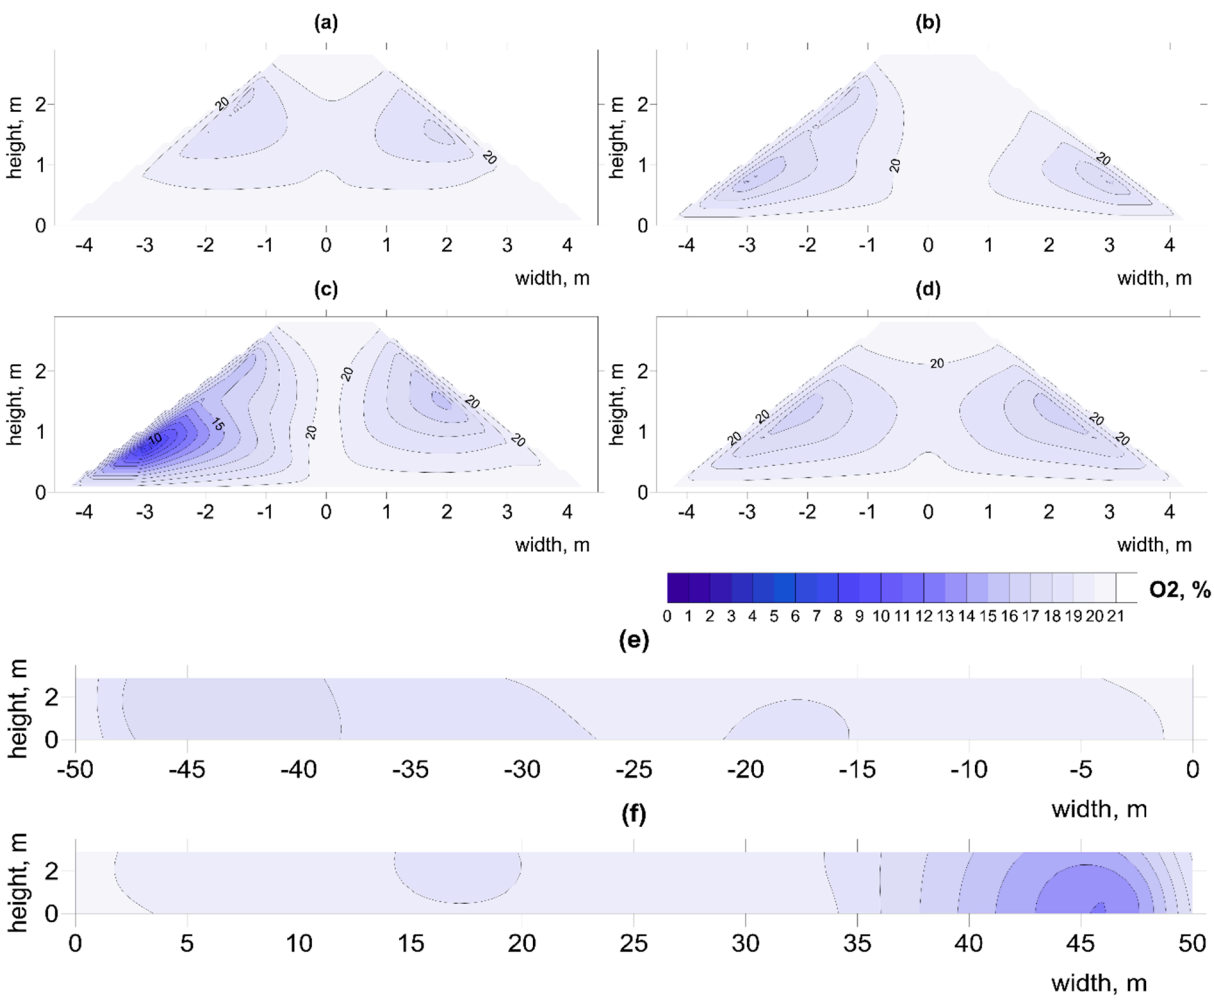 (a)
(b)
height, m
2
1
0
20
20
-4 -3 -2 -1 0 1 2 3 4
width, m
height, m
2
1
0
20
20
-4 -3 -2 -1 0 1 2 3 4
width, m
(c)
(d)
height, m
2
1
0
10
15
20
20
20
20
-4 -3 -2 -1 0 1 2 3 4
width, m
height, m
2
1
0
20
20
20
20
20
-4 -3 -2 -1 0 1 2 3 4
width, m
O2, %
0 1 2 3 4 5 6 7 8 9 10 11 12 13 14 15 16 17 18 19 20 21
(e)
height, m
2
0
-50 -45 -40 -35 -30 -25 -20 -15 -10 -5 0
width, m
(f)
height, m
2
0
0 5 10 15 20 25 30 35 40 45 50
width, m